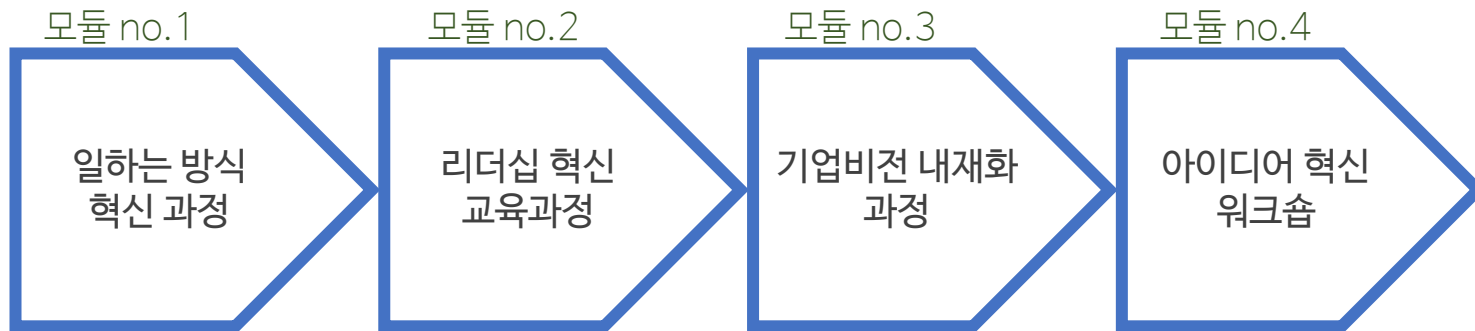 모듈 no.1
일하는 방식
혁신 과정
모듈 no.2
리더십 혁신
교육과정
모듈 no.3
기업비전 내재화
과정
모듈 no.4
아이디어 혁신
워크숍